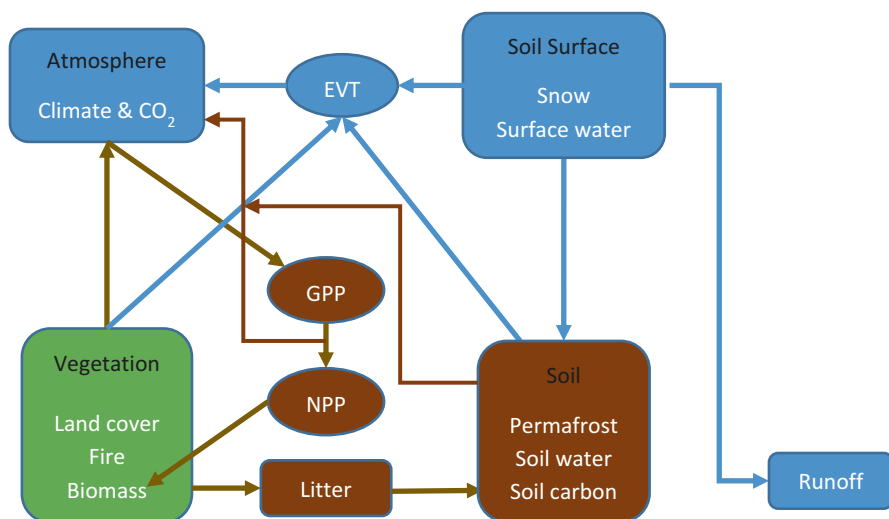 Atmosphere
Climate & CO₂
EVT
Soil Surface
Snow
Surface water
GPP
NPP
Vegetation
Land cover
Fire
Biomass
Litter
Soil
Permafrost
Soil water
Soil carbon
Runoff